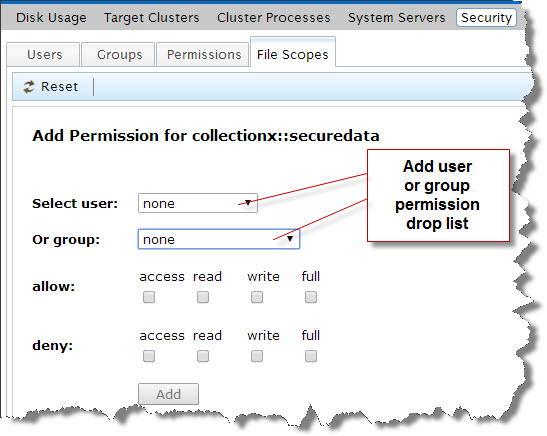 Disk Usage Target Clusters Cluster Processes System Servers Security
Users Groups Permissions File Scopes
Reset
Add Permission for collectionx::securedata
Select user: none
Or group: none
Add user
or group
permission
drop list
access read write full
allow:
access read write full
deny:
Add